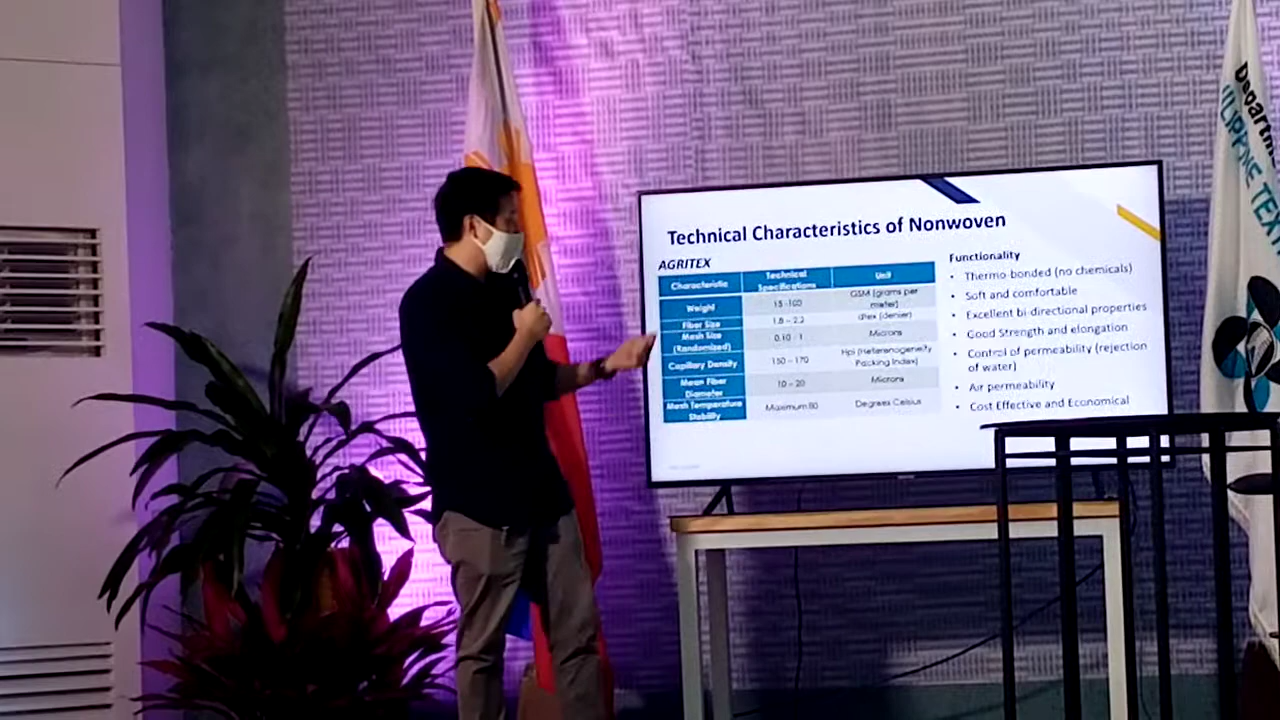 Technical Characteristics of Nonwoven
AGRITEX
Characteristic Technical Specifications Unit
Weight 15 -100 GSM (grams per meter)
Fiber Size 1.8 – 2.2 dtex (denier)
Mesh Size (Randomized) 0.10 - 1 Microns
Capillary Density 150 – 170 Hpi (Heterogeneity Packing Index)
Mean Fiber Diameter 10 – 20 Microns
Mesh Temperature Stability Maximum 80 Degrees Celsius
Functionality
• Thermo-bonded (no chemicals)
• Soft and comfortable
• Excellent bi-directional properties
• Good Strength and elongation
• Control of permeability (rejection
of water)
• Air permeability
• Cost Effective and Economical
Departm
ILIPPINE TEXT